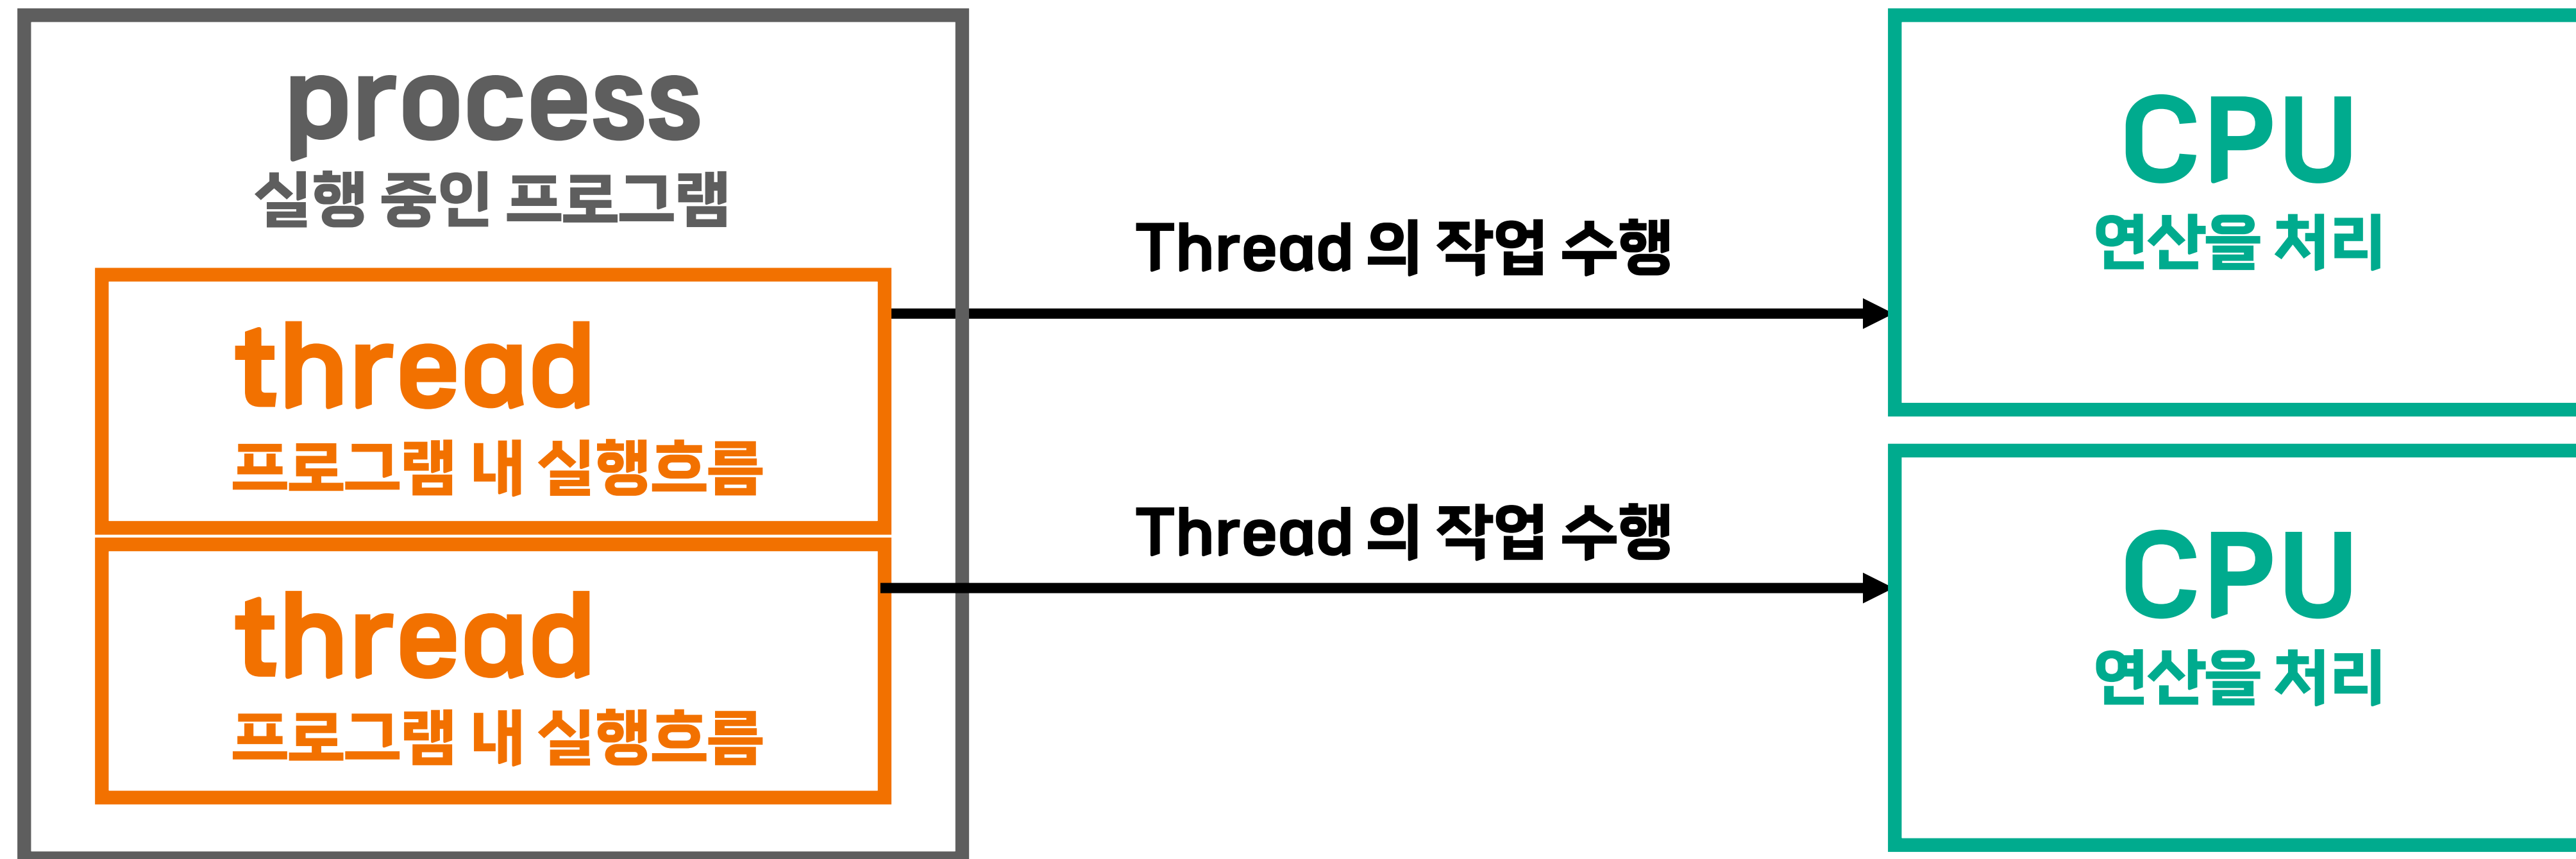 process
실행 중인 프로그램
thread
프로그램 내 실행흐름
thread
프로그램 내 실행흐름
Thread 의 작업 수행
Thread 의 작업 수행
CPU
연산을 처리
CPU
연산을 처리